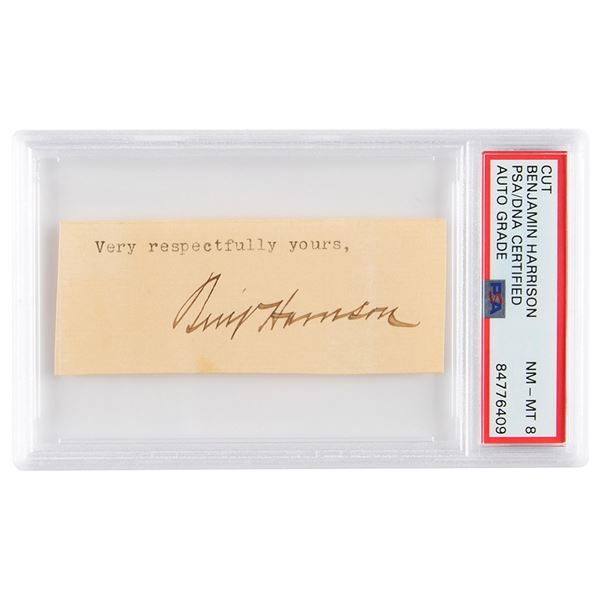 Very respectfully yours,
Benj Harrison
CUT
BENJAMIN HARRISON
PSA/DNA CERTIFIED
AUTO GRADE NM-MT 8
84776409
PSA